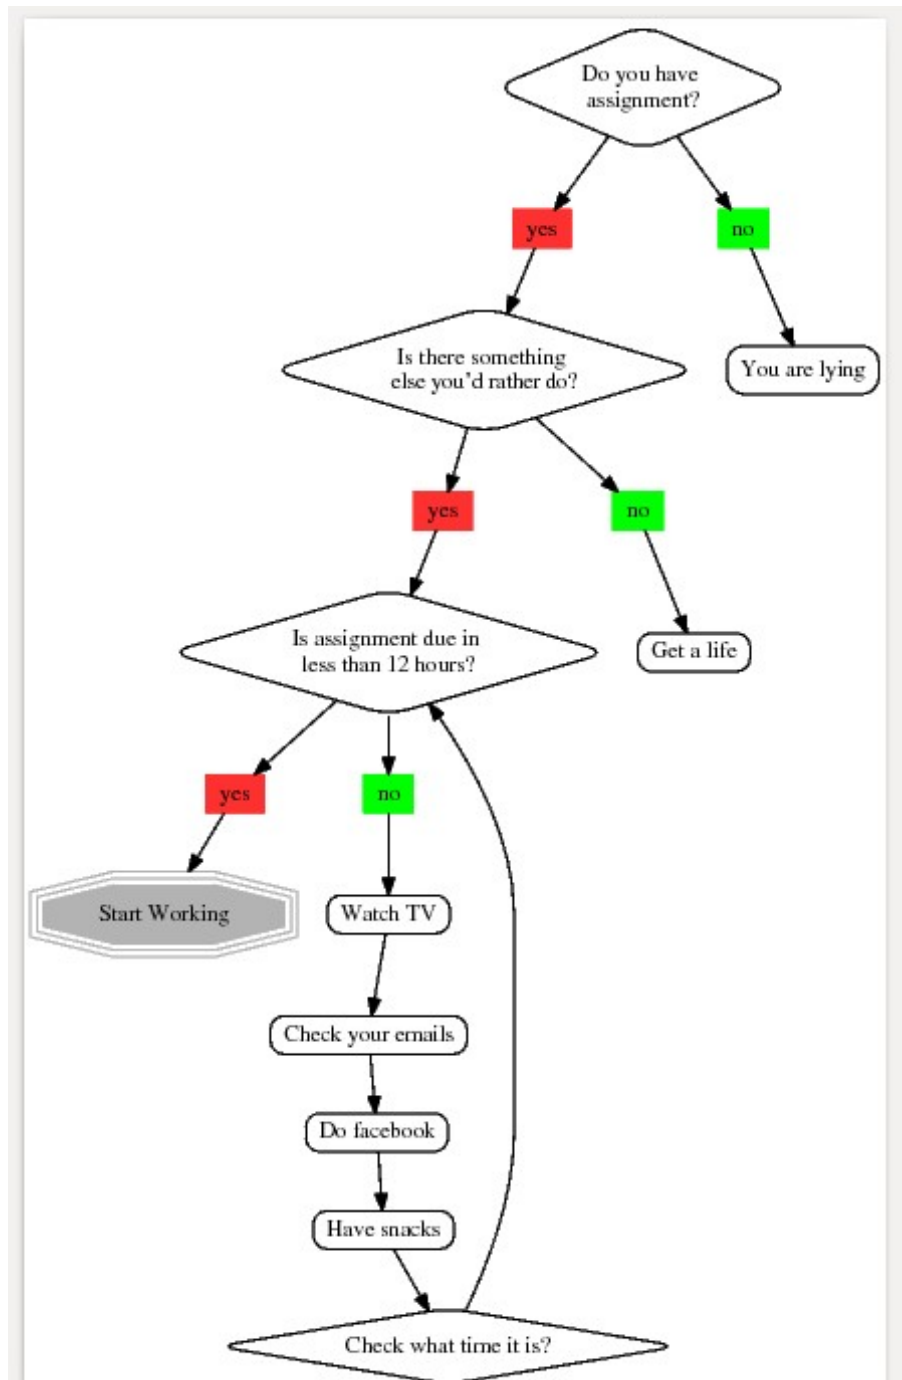 Do you have
assignment?
yes
no
Is there something
else you'd rather do?
You are lying
yes
no
Is assignment due in
less than 12 hours?
Get a life
yes
no
Start Working
Watch TV
Check your emails
Do facebook
Have snacks
Check what time it is?